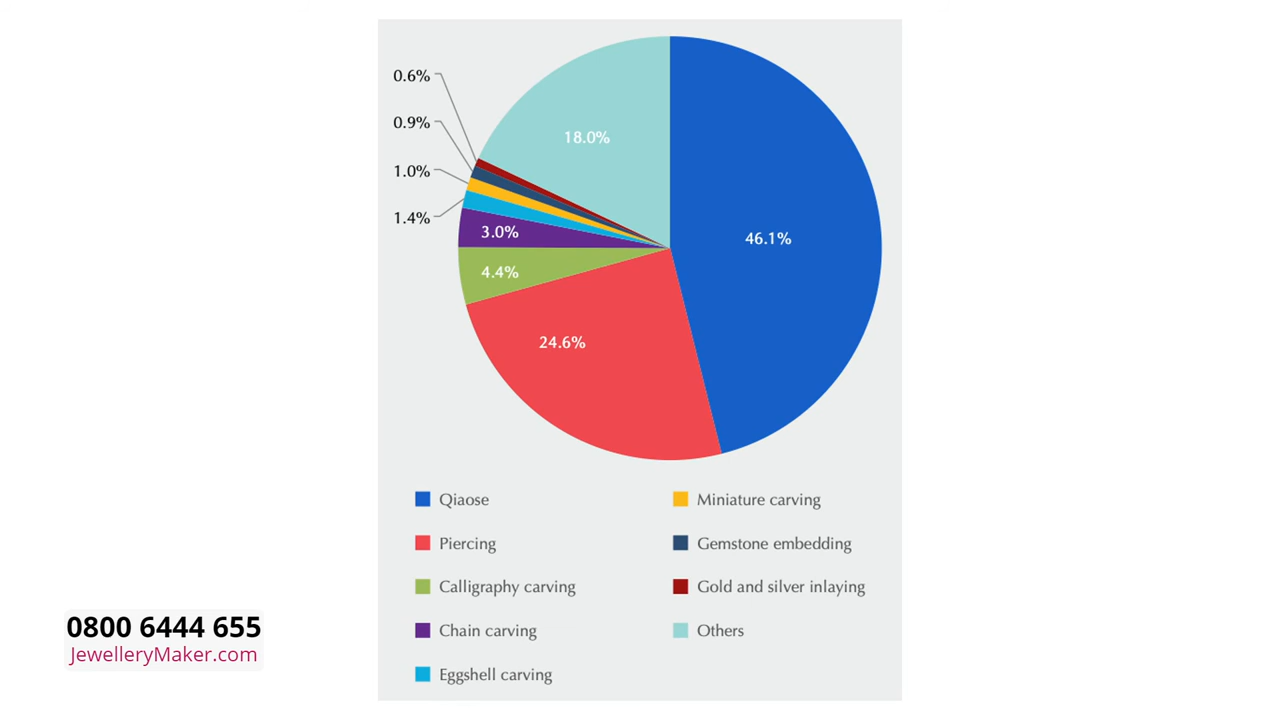 0.6%
0.9%
1.0%
1.4%
18.0%
46.1%
3.0%
4.4%
24.6%
Qiaose
Piercing
Calligraphy carving
Chain carving
Eggshell carving
Miniature carving
Gemstone embedding
Gold and silver inlaying
Others
0800 6444 655
JewelleryMaker.com